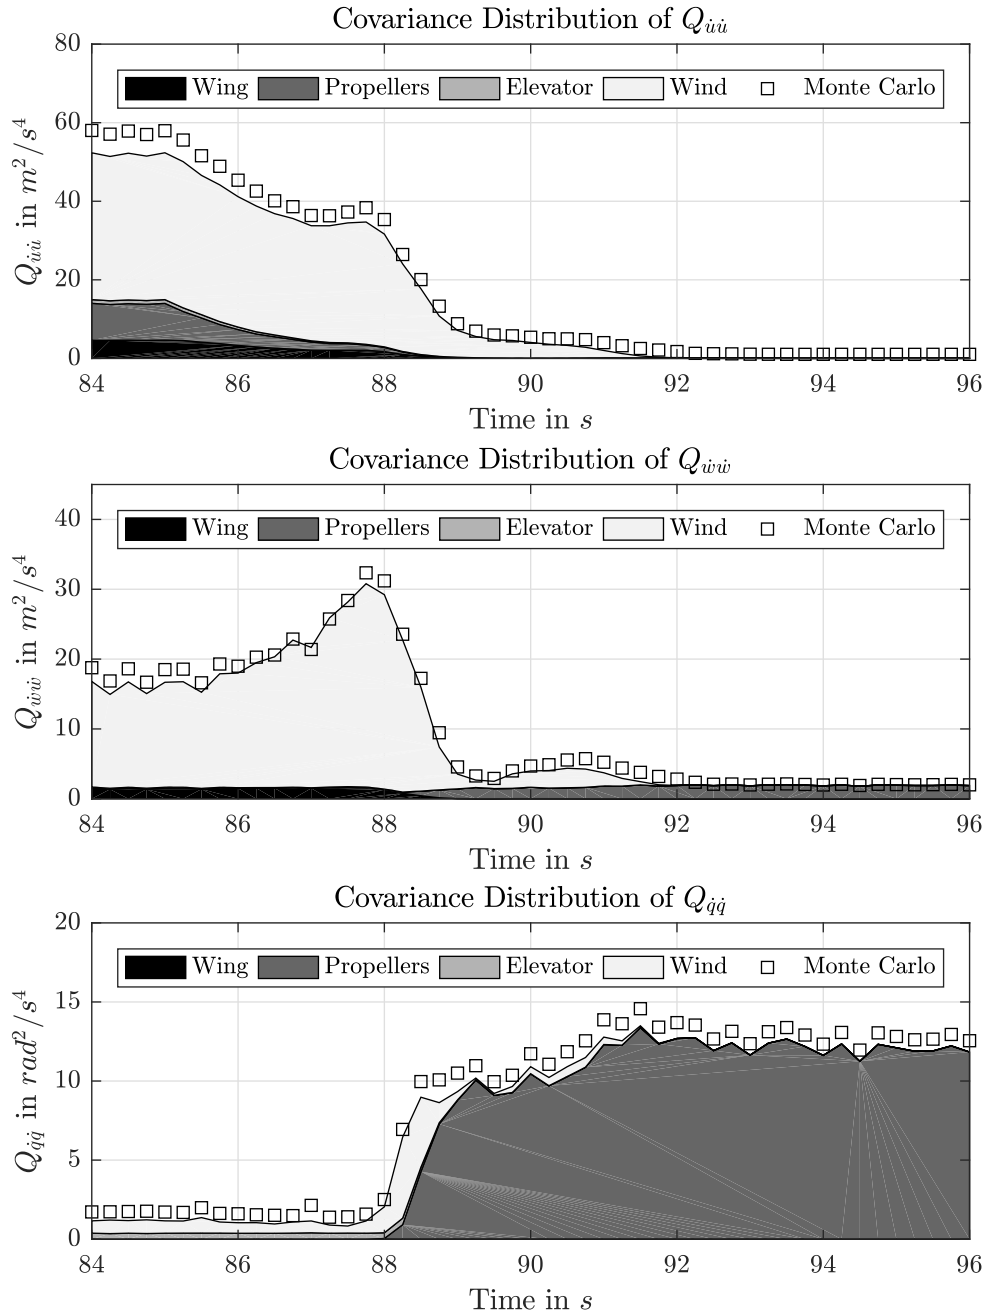 Covariance Distribution of Q_{u̇u̇}
80
Wing Propellers Elevator Wind Monte Carlo
60
40
20
0
Q_{u̇u̇} in m²/s⁴
84 86 88 90 92 94 96
Time in s
Covariance Distribution of Q_{ẇẇ}
40
Wing Propellers Elevator Wind Monte Carlo
30
20
10
0
Q_{ẇẇ} in m²/s⁴
84 86 88 90 92 94 96
Time in s
Covariance Distribution of Q_{q̇q̇}
20
Wing Propellers Elevator Wind Monte Carlo
15
10
5
0
Q_{q̇q̇} in rad²/s⁴
84 86 88 90 92 94 96
Time in s